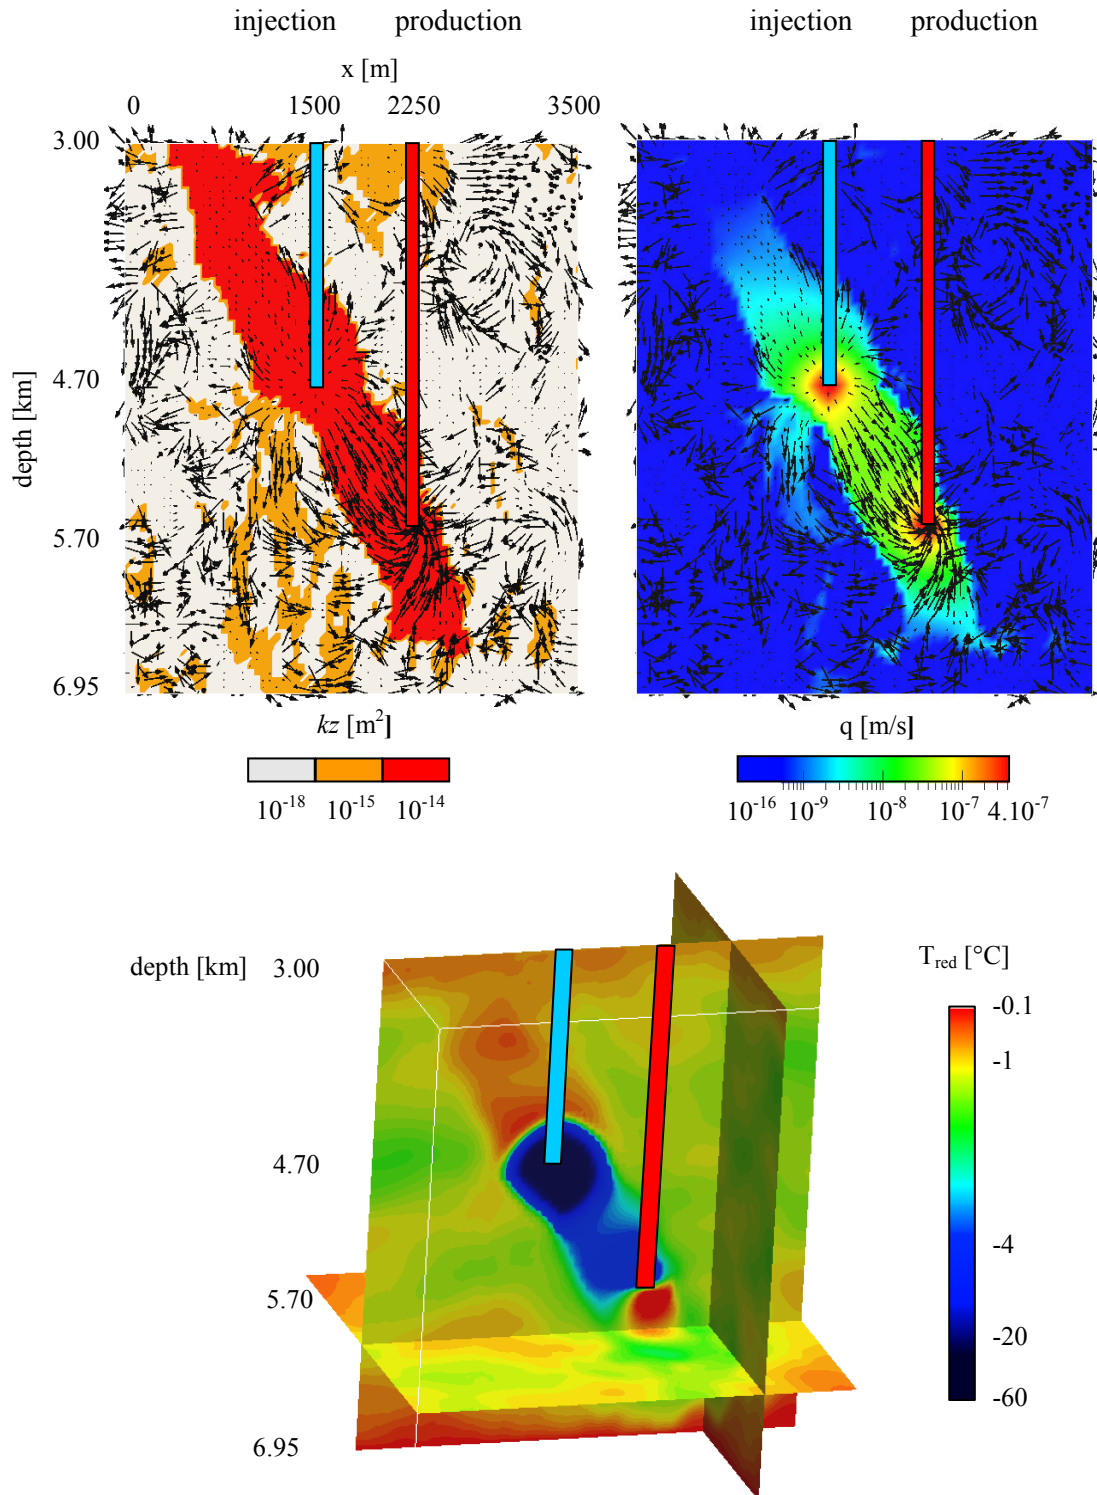 injection production injection production
x [m]
0 1500 2250 3500
3.00
4.70
depth [km]
5.70
6.95
kz [m²] q [m/s]
10⁻¹⁸ 10⁻¹⁵ 10⁻¹⁴ 10⁻¹⁶ 10⁻⁹ 10⁻⁸ 10⁻⁷ 4.10⁻⁷
depth [km] 3.00 T_red [°C]
-0.1
-1
4.70
-4
5.70
-20
-60
6.95